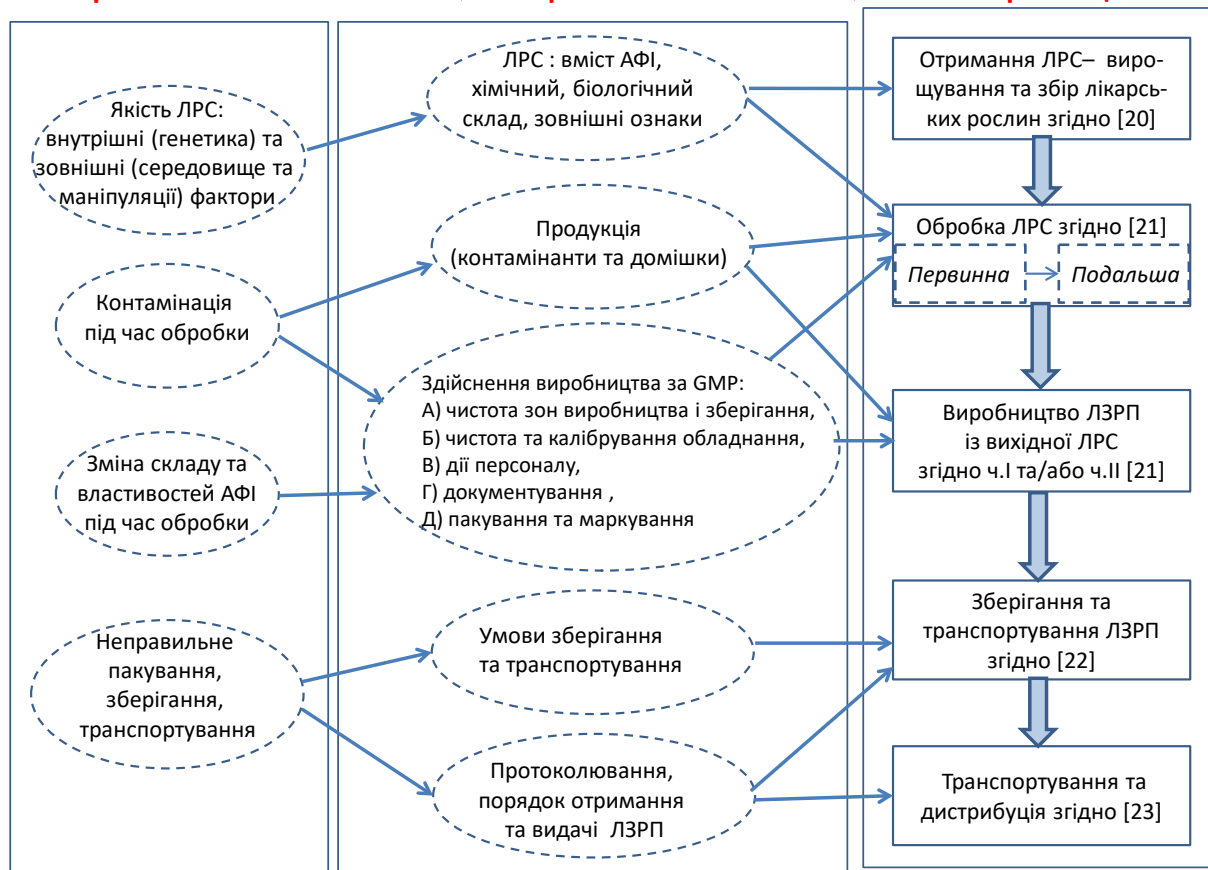 Якість ЛРС:
внутрішні (генетика) та
зовнішні (середовище та
маніпуляції) фактори
Контамінація
під час обробки
Зміна складу та
властивостей АФІ
під час обробки
Неправильне
пакування,
зберігання,
транспортування
ЛРС : вміст АФІ,
хімічний, біологічний
склад, зовнішні ознаки
Продукція
(контамінанти та домішки)
Здійснення виробництва за GMP:
А) чистота зон виробництва і зберігання,
Б) чистота та калібрування обладнання,
В) дії персоналу,
Г) документування ,
Д) пакування та маркування
Умови зберігання
та транспортування
Протоколювання,
порядок отримання
та видачі ЛЗРП
Отримання ЛРС– виро-
щування та збір лікарсь-
ких рослин згідно [20]
Обробка ЛРС згідно [21]
Первинна
Подальша
Виробництво ЛЗРП
із вихідної ЛРС
згідно ч.І та/або ч.ІІ [21]
Зберігання та
транспортування ЛЗРП
згідно [22]
Транспортування та
дистрибуція згідно [23]